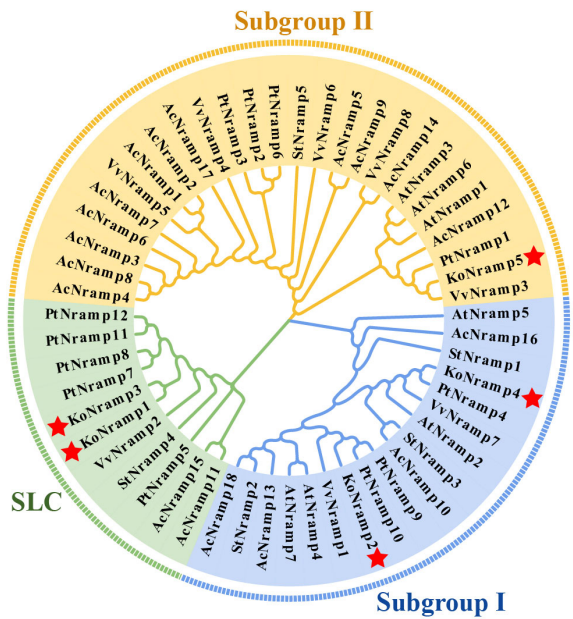 Subgroup II
AcNramp4
AcNramp8
AcNramp3
AcNramp6
AcNramp7
VvNramp5
AcNramp1
AcNramp2
AcNramp17
VvNramp4
PtNramp3
PtNramp2
PtNramp6
StNramp5
VvNramp6
AcNramp5
AcNramp9
VvNramp8
AcNramp14
AtNramp3
AtNramp6
AtNramp1
AcNramp12
PtNramp1
KoNramp5
VvNramp3
AtNramp5
AcNramp16
StNramp1
KoNramp4
PtNramp4
VvNramp7
AtNramp2
StNramp3
AcNramp10
PtNramp9
PtNramp10
KoNramp2
VvNramp1
AtNramp4
AtNramp7
AcNramp13
StNramp2
AcNramp18
AcNramp11
AcNramp15
PtNramp5
StNramp4
VvNramp2
KoNramp1
KoNramp3
PtNramp7
PtNramp8
PtNramp11
PtNramp12
SLC
Subgroup I